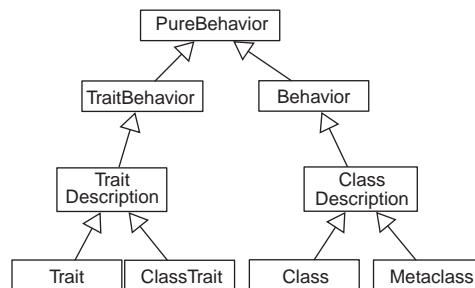 PureBehavior
TraitBehavior
Behavior
Trait
Description
Class
Description
Trait
ClassTrait
Class
Metaclass